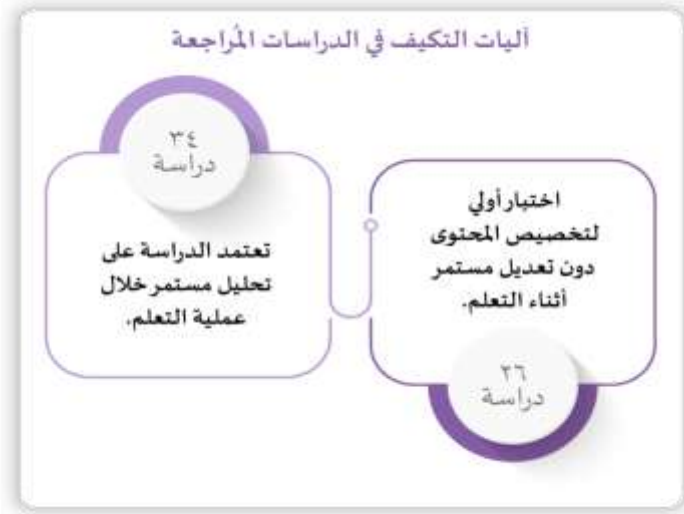 آليات التكيف في الدراسات المُراجعة
اختبار أولي
لتخصيص المحتوى
دون تعديل مستمر
أثناء التعلم.
٢٦
دراسة
٣٤
دراسة
تعتمد الدراسة على
تحليل مستمر خلال
عملية التعلم.